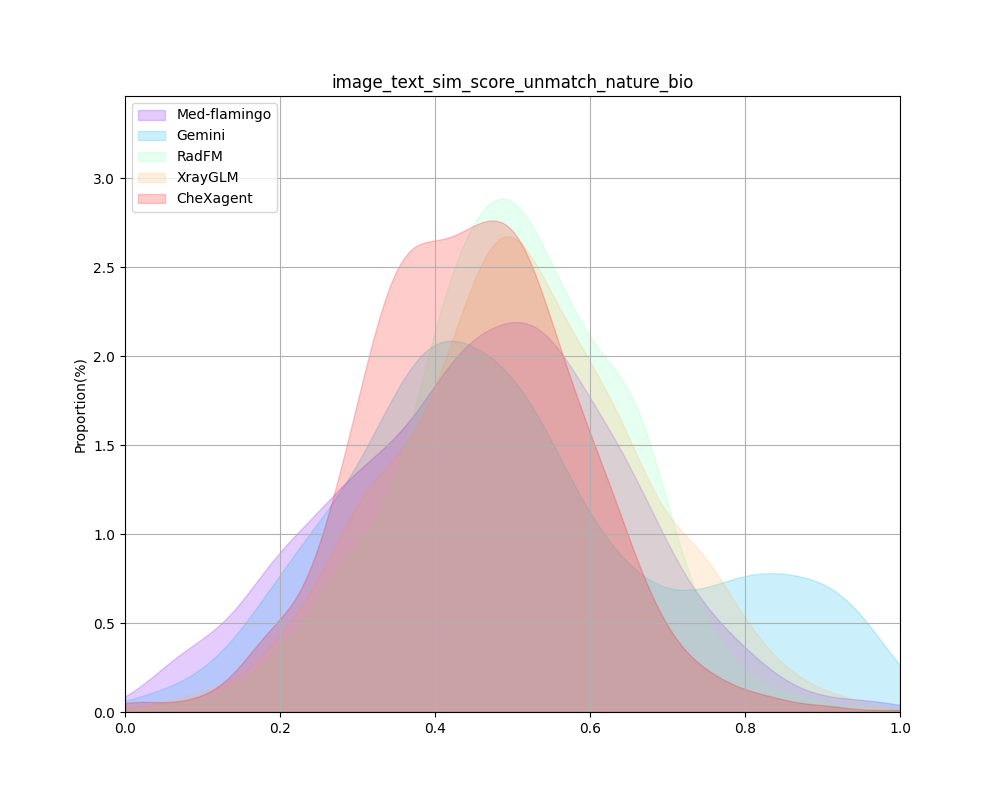 image_text_sim_score_unmatch_nature_bio
Med-flamingo
Gemini
RadFM
XrayGLM
CheXagent
Proportion(%)
3.0
2.5
2.0
1.5
1.0
0.5
0.0
0.0 0.2 0.4 0.6 0.8 1.0